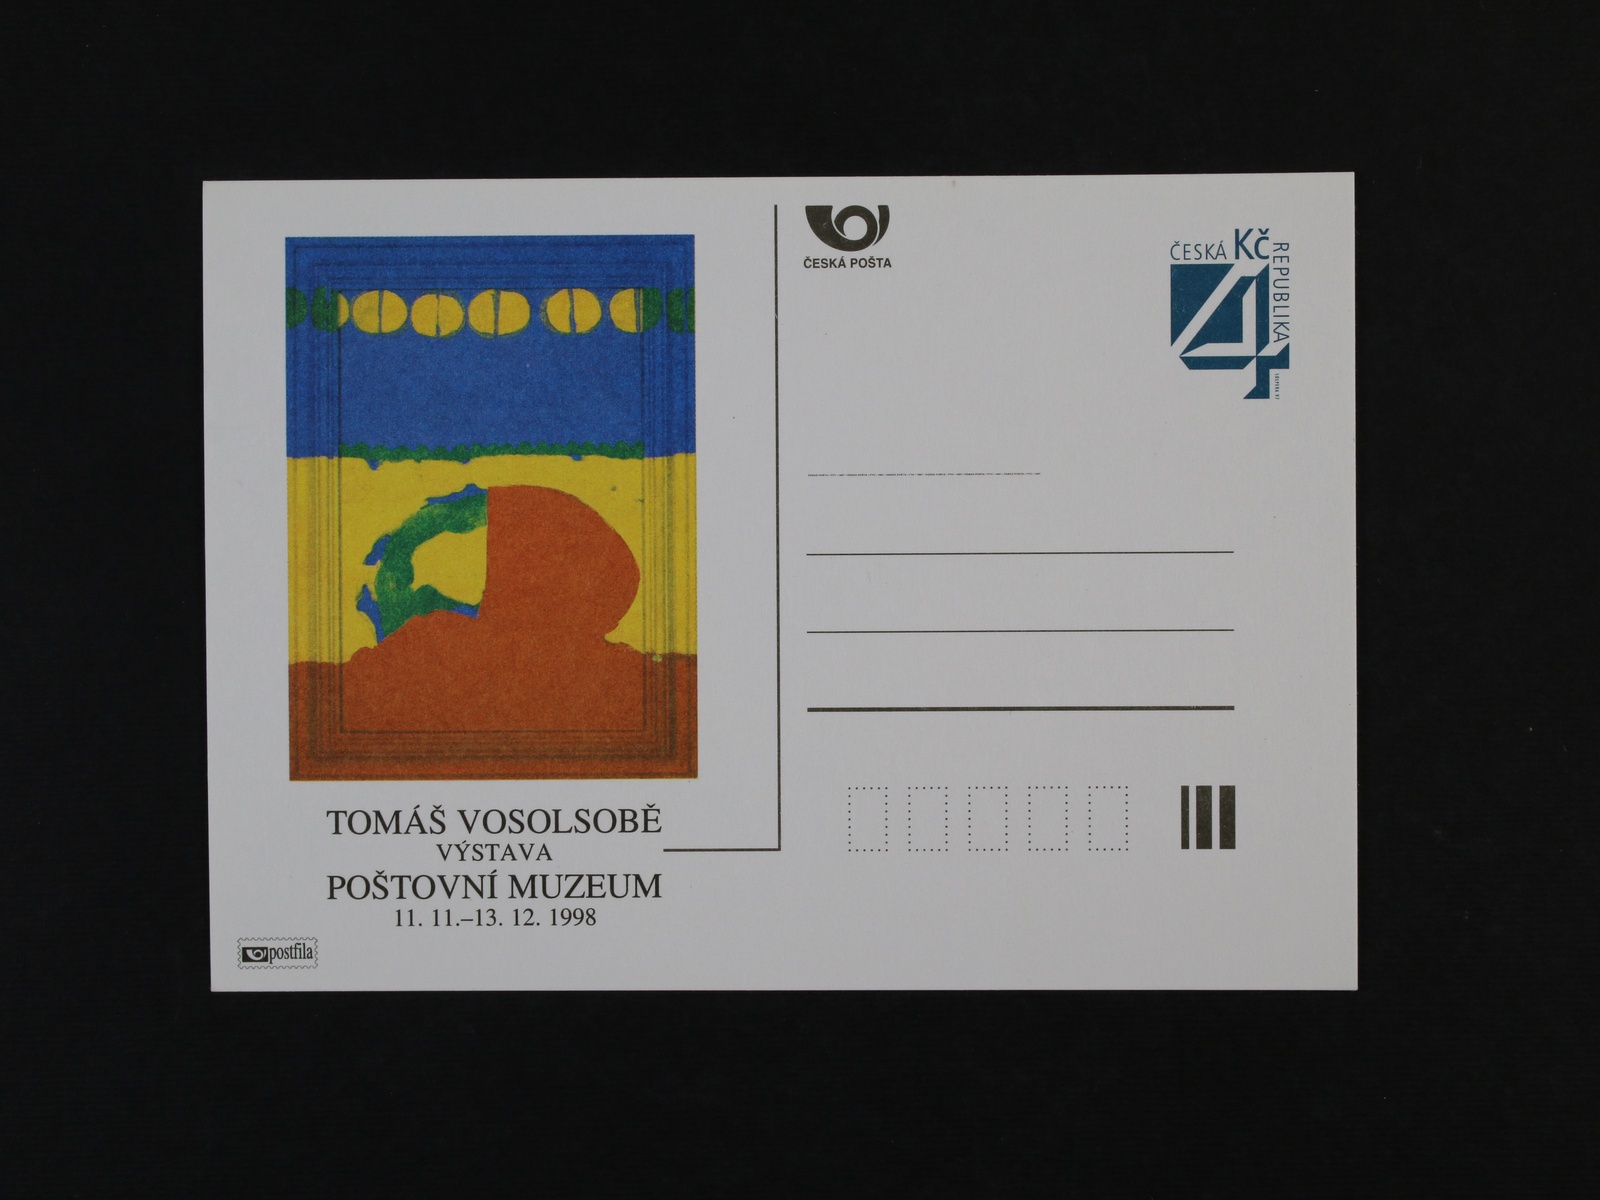 ČESKÁ POŠTA
ČESKÁ Kč
REPUBLIKA
4
TOMÁŠ VOSOLSOBĚ
VÝSTAVA
POŠTOVNÍ MUZEUM
11. 11.–13. 12. 1998
postfila